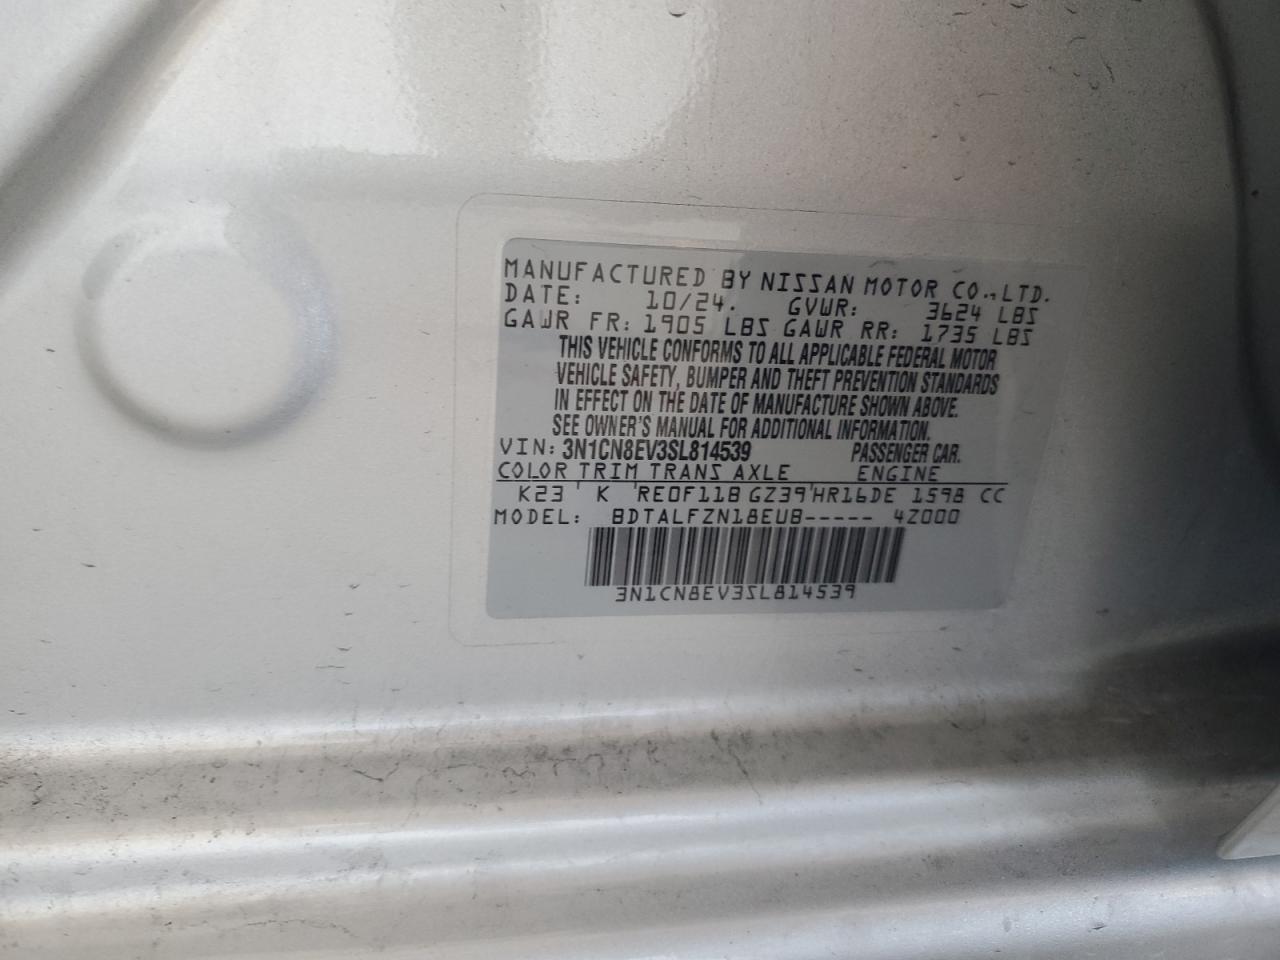 MANUFACTURED BY NISSAN MOTOR CO.,LTD.
DATE: 10/24. GVWR: 3624 LBS
GAWR FR: 1905 LBS GAWR RR: 1735 LBS
THIS VEHICLE CONFORMS TO ALL APPLICABLE FEDERAL MOTOR
VEHICLE SAFETY, BUMPER AND THEFT PREVENTION STANDARDS
IN EFFECT ON THE DATE OF MANUFACTURE SHOWN ABOVE.
SEE OWNER'S MANUAL FOR ADDITIONAL INFORMATION.
VIN: 3N1CN8EV3SL814539 PASSENGER CAR.
COLOR TRIM TRANS AXLE ENGINE
K23 K RE0F11B GZ39 HR16DE 1598 CC
MODEL: BDTALFZN18EUB----- 4Z000
3N1CN8EV3SL814539